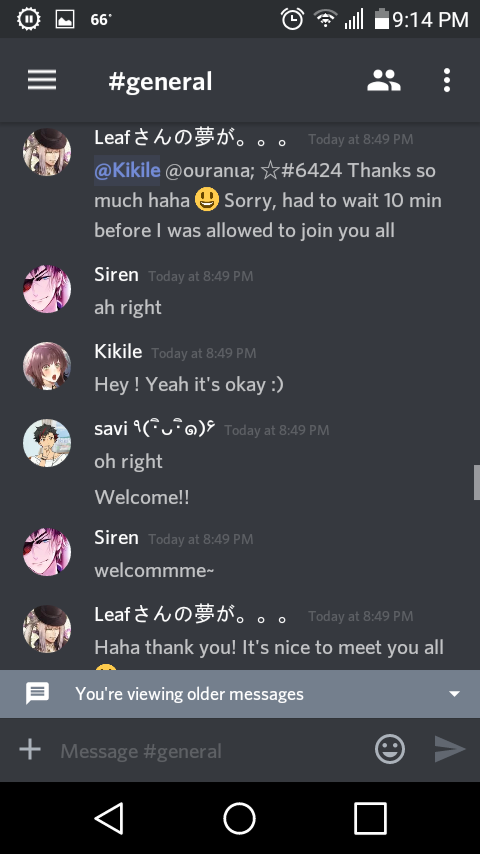 66°
9:14 PM
#general
Leafさんの夢が。。。 Today at 8:49 PM
@Kikile @ouranιa; ☆#6424 Thanks so
much haha 😃 Sorry, had to wait 10 min
before I was allowed to join you all
Siren Today at 8:49 PM
ah right
Kikile Today at 8:49 PM
Hey ! Yeah it's okay :)
savi ٩(･ิᴗ･ิ๑)۶ Today at 8:49 PM
oh right
Welcome!!
Siren Today at 8:49 PM
welcommme~
Leafさんの夢が。。。 Today at 8:49 PM
Haha thank you! It's nice to meet you all
You're viewing older messages
Message #general